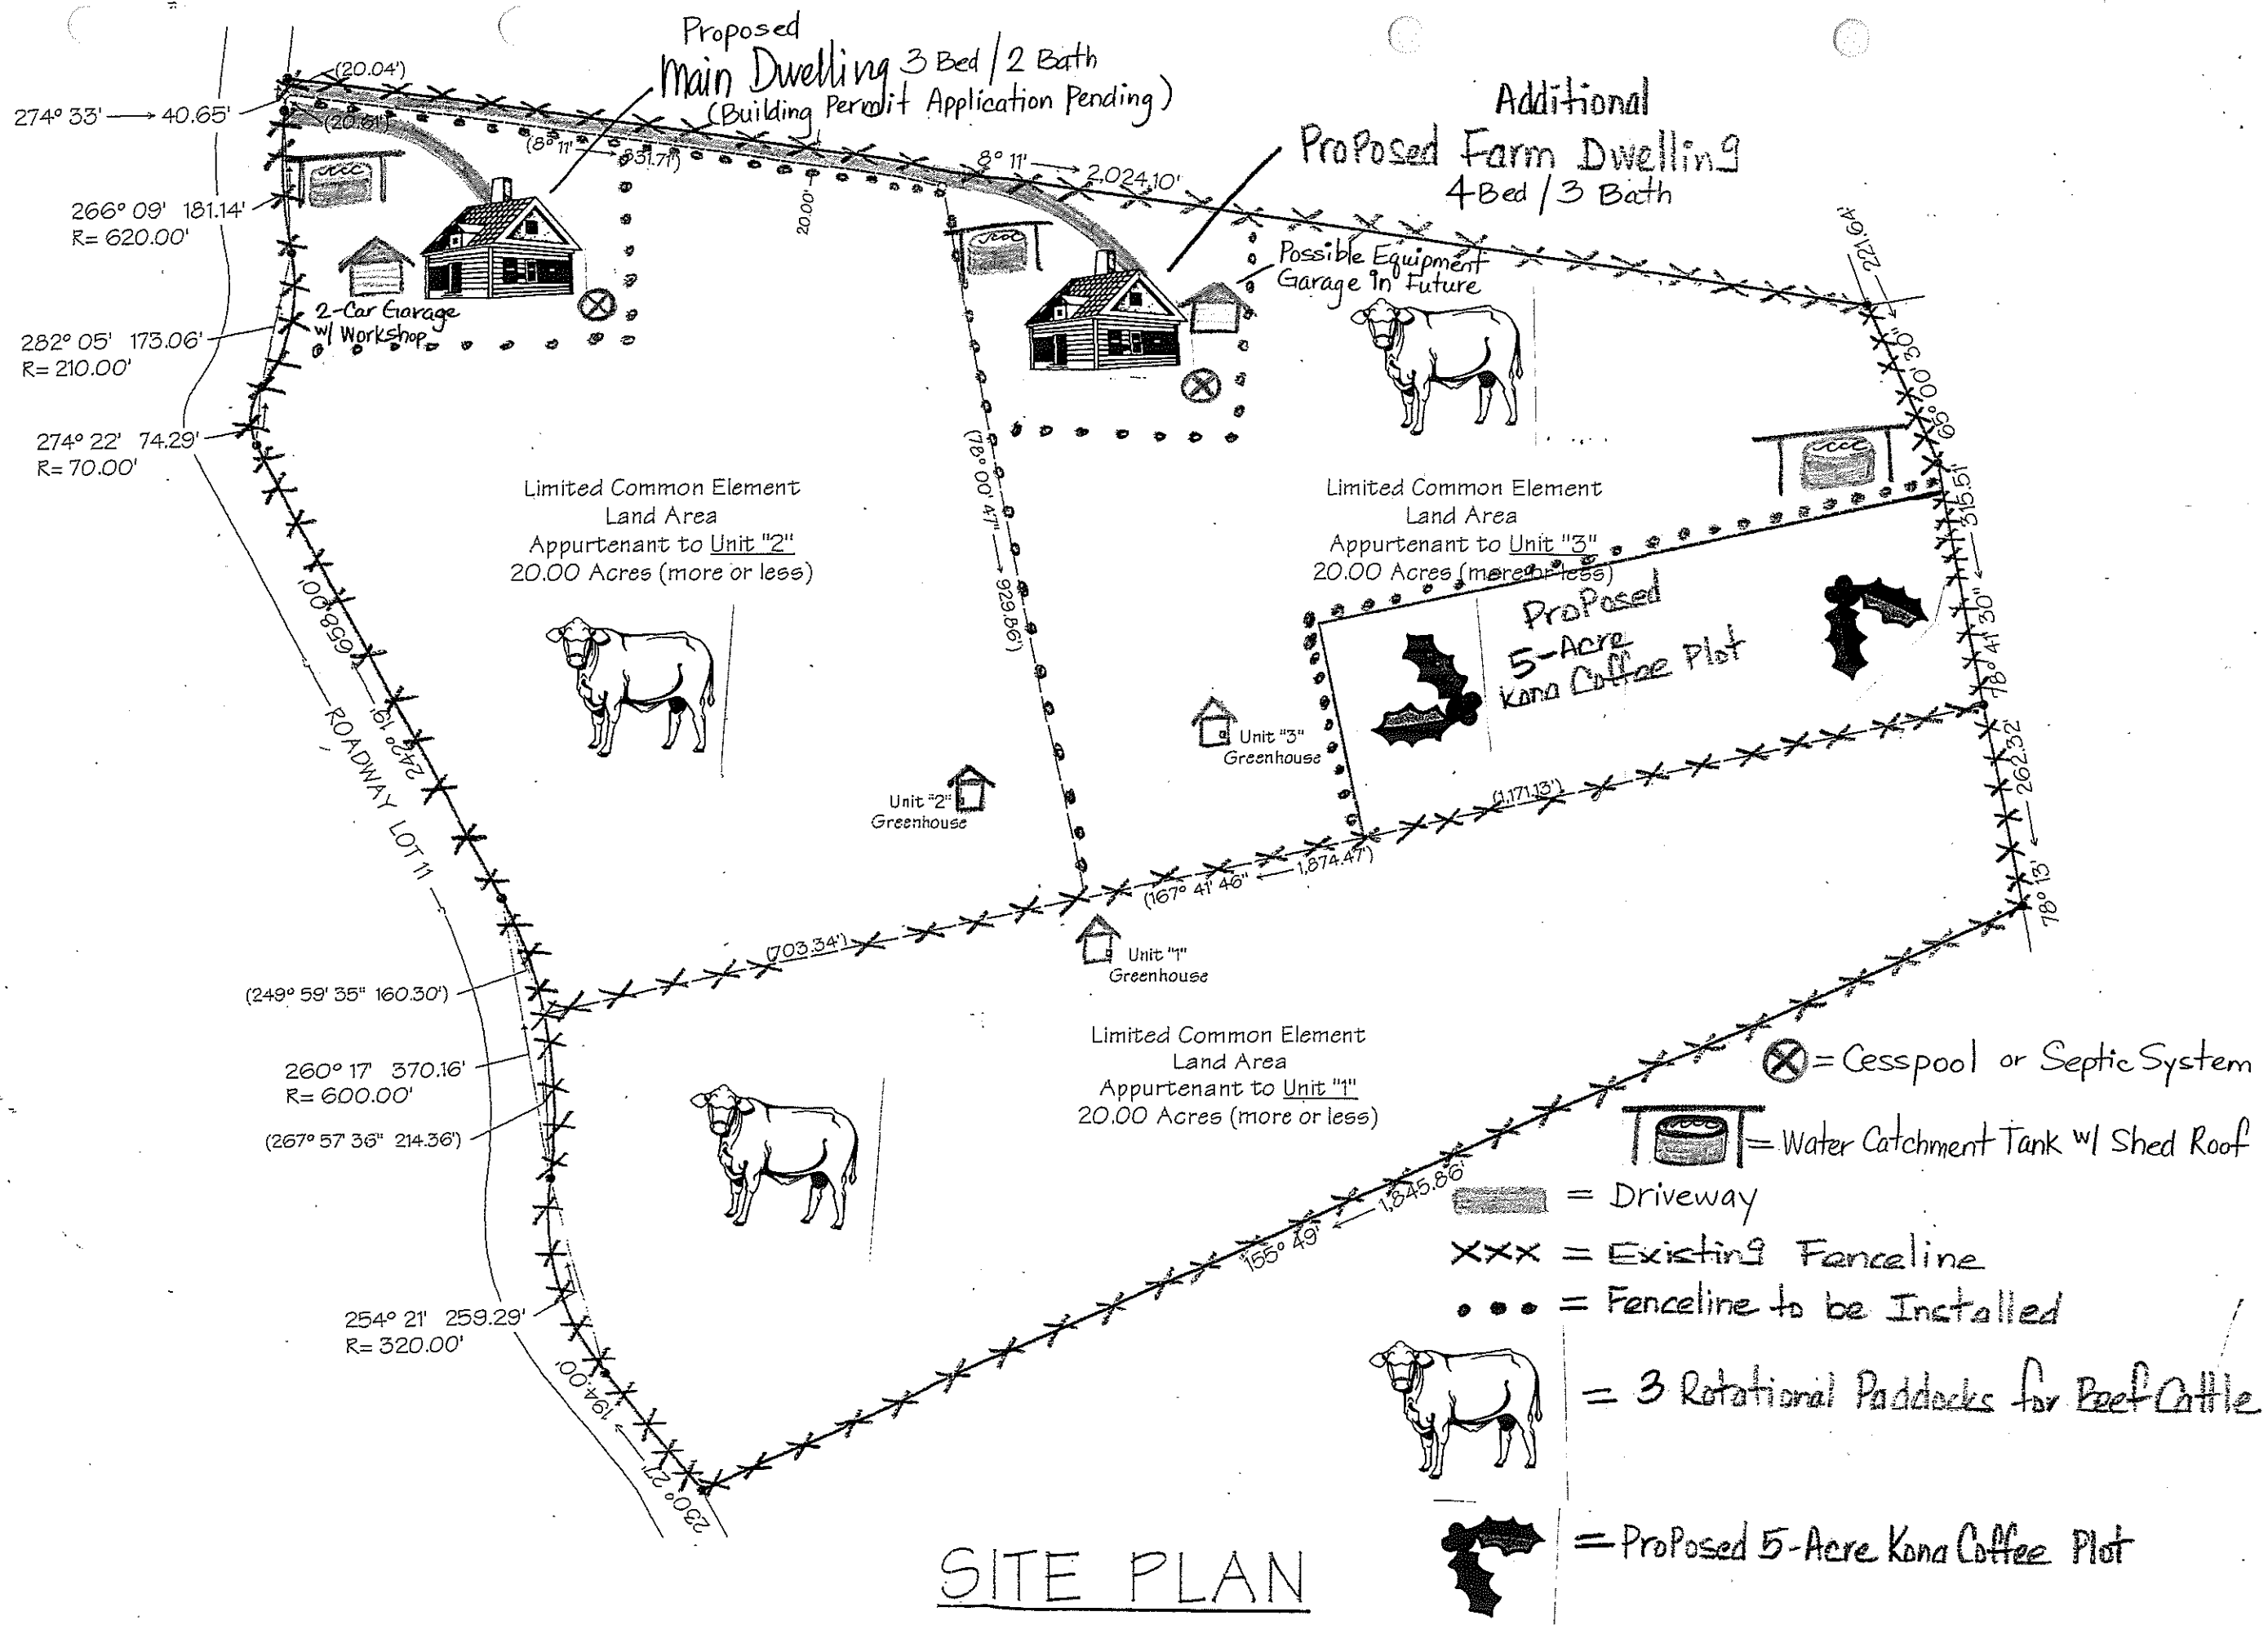 Proposed
Main Dwelling 3 Bed / 2 Bath
(Building Permit Application Pending)
Additional
Proposed Farm Dwelling
4 Bed / 3 Bath
(20.04')
274° 33' 40.65'
(20.61')
(8° 11' 831.71')
20.00'
8° 11' 2,024.10'
221.64'
65° 00' 30"
266° 09' 181.14'
R= 620.00'
2-Car Garage
w/ Workshop
Possible Equipment
Garage In Future
282° 05' 173.06'
R= 210.00'
274° 22' 74.29'
R= 70.00'
Limited Common Element
Land Area
Appurtenant to Unit "2"
20.00 Acres (more or less)
(78° 00' 47" 929.86')
Limited Common Element
Land Area
Appurtenant to Unit "3"
20.00 Acres (more or less)
315.51'
78° 41' 30"
Proposed
5-Acre
Kona Coffee Plot
658.00'
242° 19'
ROADWAY LOT 11
Unit "3"
Greenhouse
Unit "2"
Greenhouse
(1,171.13')
262.32'
78° 13'
(167° 41' 46" 1,874.47')
(703.34')
Unit "1"
Greenhouse
(249° 59' 35" 160.30')
260° 17' 370.16'
R= 600.00'
(267° 57' 36" 214.36')
Limited Common Element
Land Area
Appurtenant to Unit "1"
20.00 Acres (more or less)
155° 49' 1,845.86'
254° 21' 259.29'
R= 320.00'
194.00'
230° 27'
= Cesspool or Septic System
= Water Catchment Tank w/ Shed Roof
= Driveway
XXX = Existing Fenceline
• • • = Fenceline to be Installed
= 3 Rotational Paddocks for Beef Cattle
= Proposed 5-Acre Kona Coffee Plot
SITE PLAN